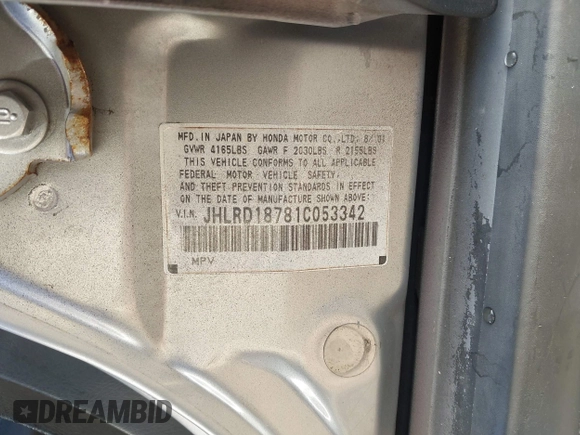 MFD. IN JAPAN BY HONDA MOTOR CO., LTD. 8/01
GVWR 4165LBS GAWR F 2030LBS R 2155LBS
THIS VEHICLE CONFORMS TO ALL APPLICABLE
FEDERAL MOTOR VEHICLE SAFETY,
AND THEFT PREVENTION STANDARDS IN EFFECT
ON THE DATE OF MANUFACTURE SHOWN ABOVE:
V.I.N. JHLRD18781C053342
MPV
DREAMBID